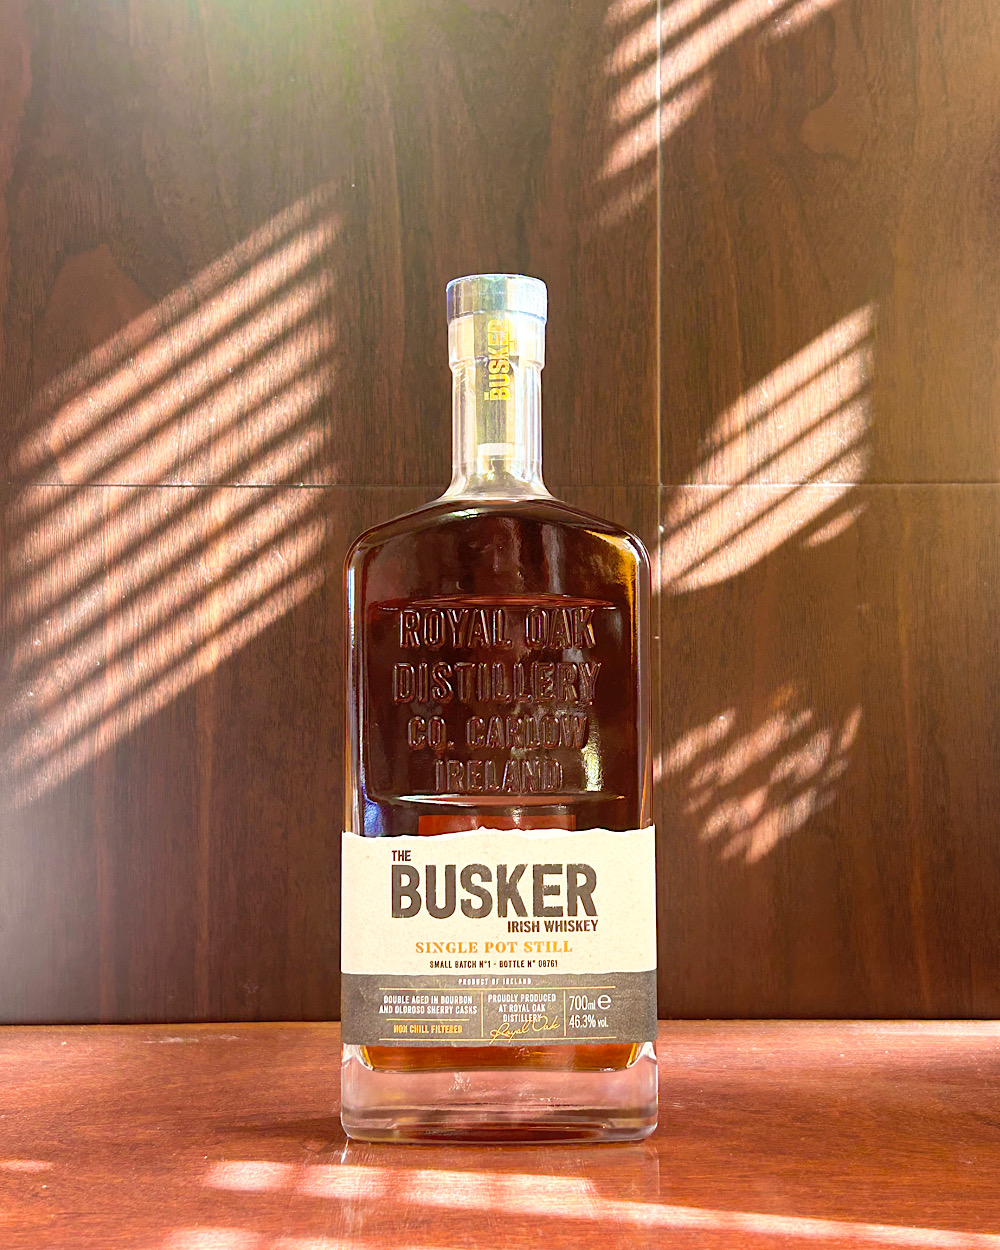 THE BUSKER
ROYAL OAK
DISTILLERY
CO. CARLOW
IRELAND
THE
BUSKER
IRISH WHISKEY
SINGLE POT STILL
SMALL BATCH N°1 - BOTTLE N° 08761
PRODUCT OF IRELAND
DOUBLE AGED IN BOURBON
AND OLOROSO SHERRY CASKS
NON CHILL FILTERED
PROUDLY PRODUCED
AT ROYAL OAK
DISTILLERY
Royal Oak
700ml e
46.3% vol.